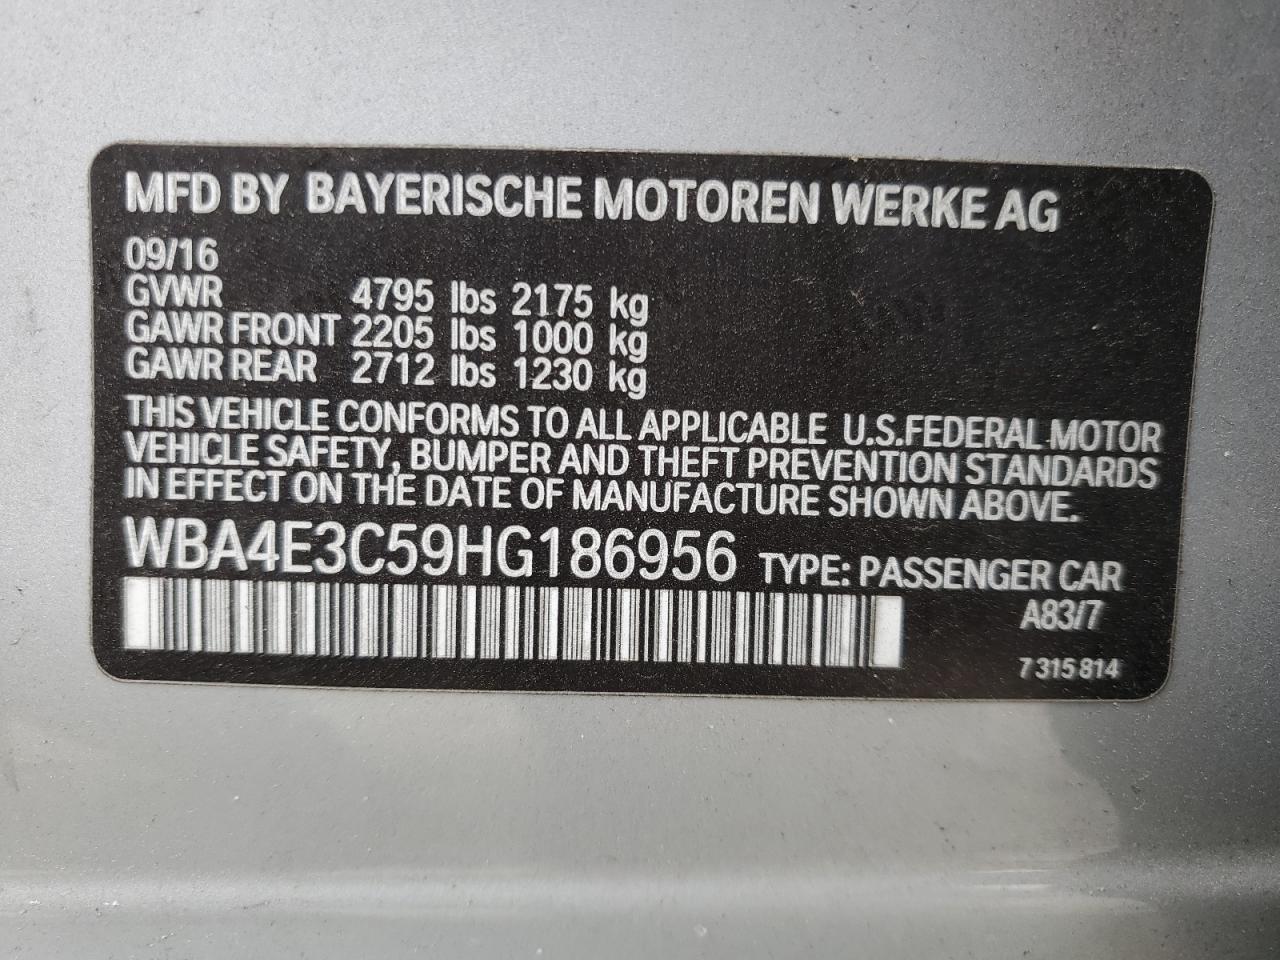 MFD BY BAYERISCHE MOTOREN WERKE AG
09/16
GVWR 4795 lbs 2175 kg
GAWR FRONT 2205 lbs 1000 kg
GAWR REAR 2712 lbs 1230 kg
THIS VEHICLE CONFORMS TO ALL APPLICABLE U.S.FEDERAL MOTOR
VEHICLE SAFETY, BUMPER AND THEFT PREVENTION STANDARDS
IN EFFECT ON THE DATE OF MANUFACTURE SHOWN ABOVE.
WBA4E3C59HG186956 TYPE: PASSENGER CAR
A83/7
7 315 814